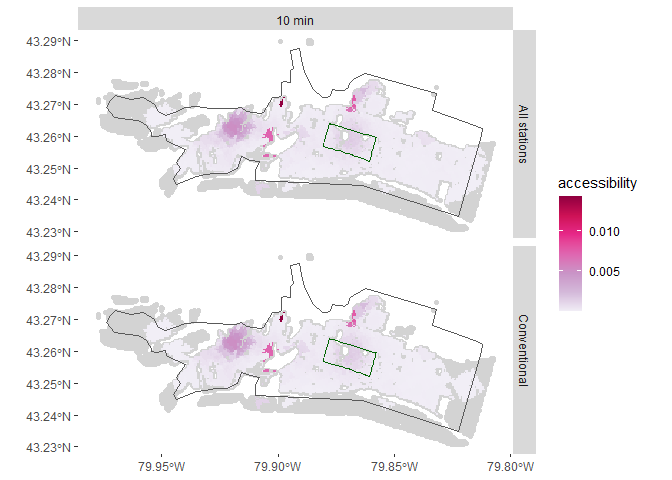 10 min
43.29°N
43.28°N
43.27°N
43.26°N
43.25°N
43.24°N
43.23°N
All stations
43.29°N
43.28°N
43.27°N
43.26°N
43.25°N
43.24°N
43.23°N
Conventional
79.95°W
79.90°W
79.85°W
79.80°W
accessibility
0.010
0.005